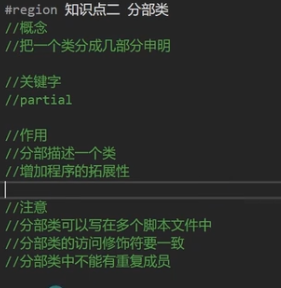 #region 知识点二 分部类
//概念
//把一个类分成几部分申明
//关键字
//partial
//作用
//分部描述一个类
//增加程序的拓展性
//注意
//分部类可以写在多个脚本文件中
//分部类的访问修饰符要一致
//分部类中不能有重复成员